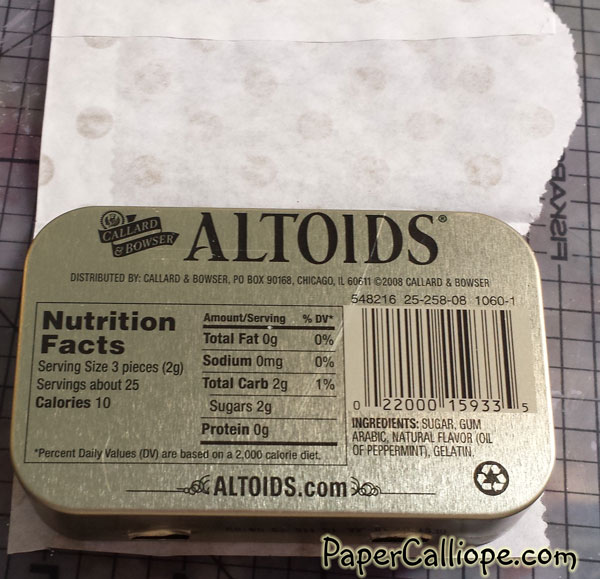 CALLARD
& BOWSER
ALTOIDS®
DISTRIBUTED BY: CALLARD & BOWSER, PO BOX 90168, CHICAGO, IL 60611 ©2008 CALLARD & BOWSER
548216 25-258-08 1060-1
Nutrition
Facts
Serving Size 3 pieces (2g)
Servings about 25
Calories 10
Amount/Serving % DV*
Total Fat 0g 0%
Sodium 0mg 0%
Total Carb 2g 1%
Sugars 2g
Protein 0g
*Percent Daily Values (DV) are based on a 2,000 calorie diet.
0 22000 15933 5
INGREDIENTS: SUGAR, GUM
ARABIC, NATURAL FLAVOR (OIL
OF PEPPERMINT), GELATIN.
ALTOIDS.com
FISKARS
PaperCalliope.com